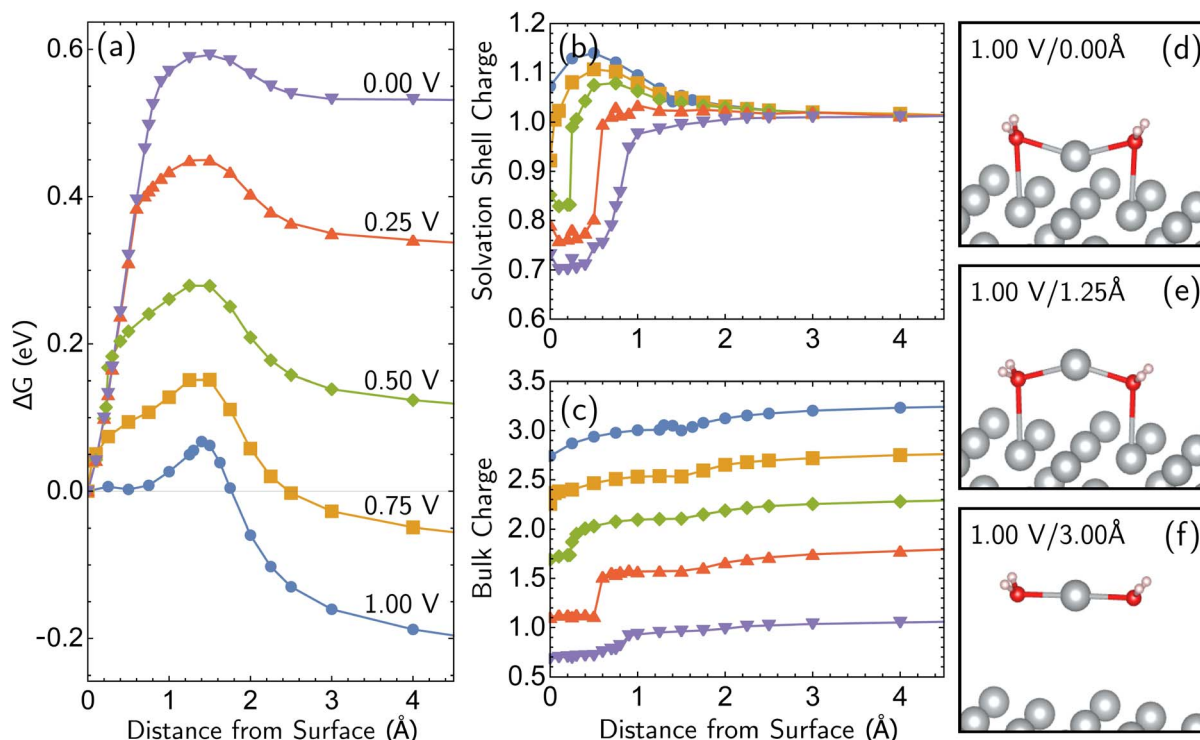 (a)
0.6
0.4
0.2
0.0
-0.2
ΔG (eV)
0.00 V
0.25 V
0.50 V
0.75 V
1.00 V
0 1 2 3 4
Distance from Surface (Å)
(b)
1.2
1.1
1.0
0.9
0.8
0.7
0.6
Solvation Shell Charge
0 1 2 3 4
(c)
3.5
3.0
2.5
2.0
1.5
1.0
0.5
Bulk Charge
0 1 2 3 4
Distance from Surface (Å)
1.00 V/0.00Å (d)
1.00 V/1.25Å (e)
1.00 V/3.00Å (f)